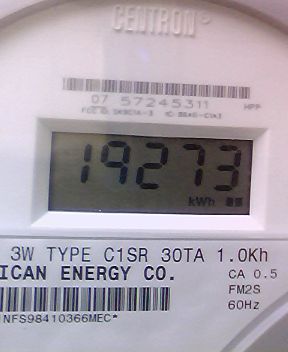 CENTRON®
07 57245311
HPP
19273
kWh
3W TYPE C1SR 30TA 1.0Kh
ICAN ENERGY CO.
CA 0.5
FM2S
60Hz
NFS98410366MEC*